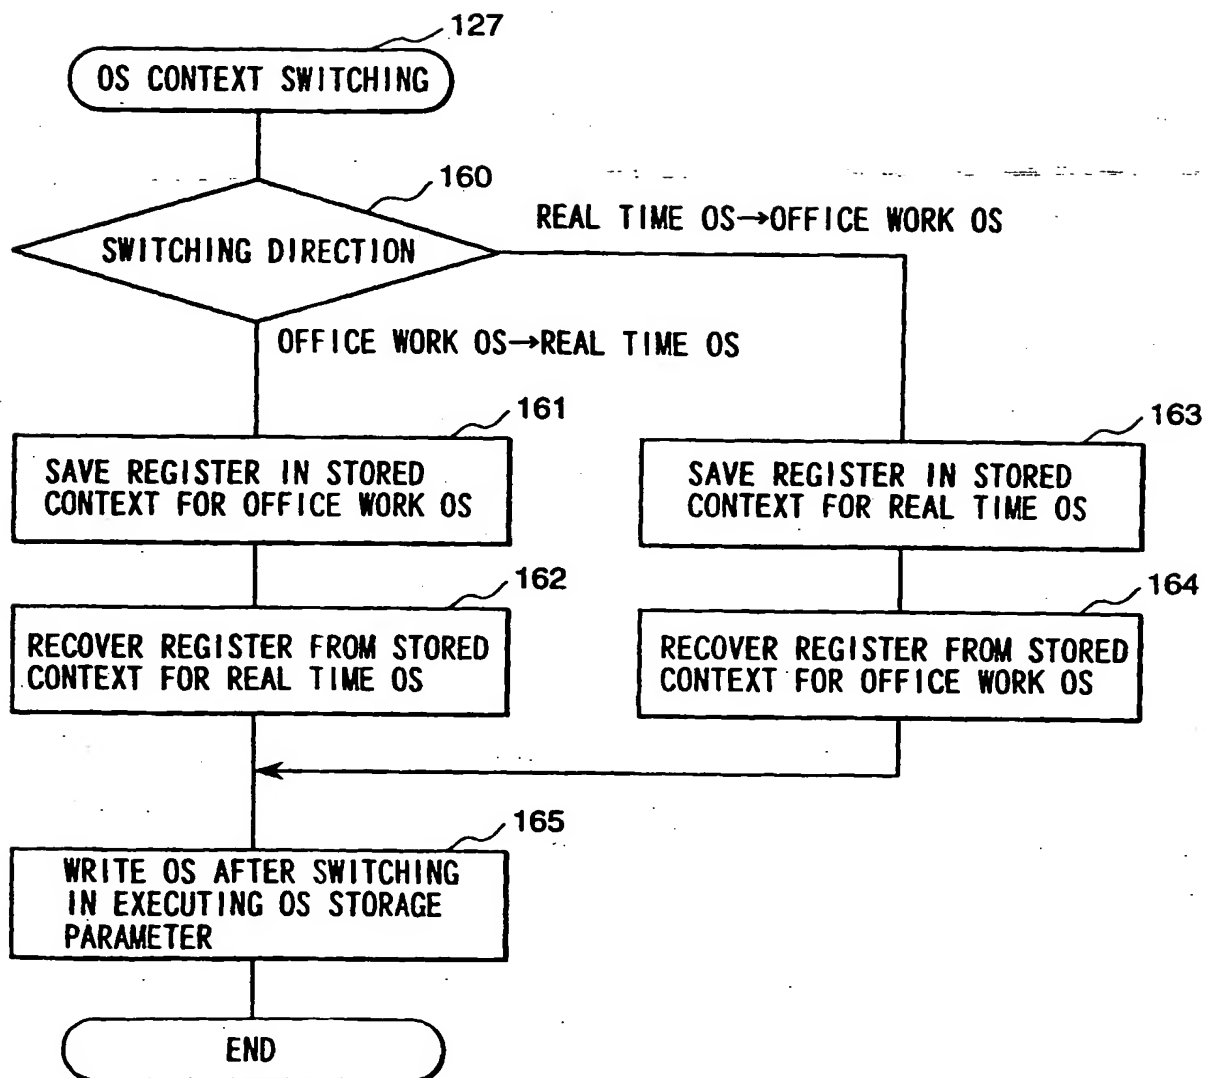 127
OS CONTEXT SWITCHING
160
SWITCHING DIRECTION
REAL TIME OS→OFFICE WORK OS
OFFICE WORK OS→REAL TIME OS
161
SAVE REGISTER IN STORED
CONTEXT FOR OFFICE WORK OS
163
SAVE REGISTER IN STORED
CONTEXT FOR REAL TIME OS
162
RECOVER REGISTER FROM STORED
CONTEXT FOR REAL TIME OS
164
RECOVER REGISTER FROM STORED
CONTEXT FOR OFFICE WORK OS
165
WRITE OS AFTER SWITCHING
IN EXECUTING OS STORAGE
PARAMETER
END